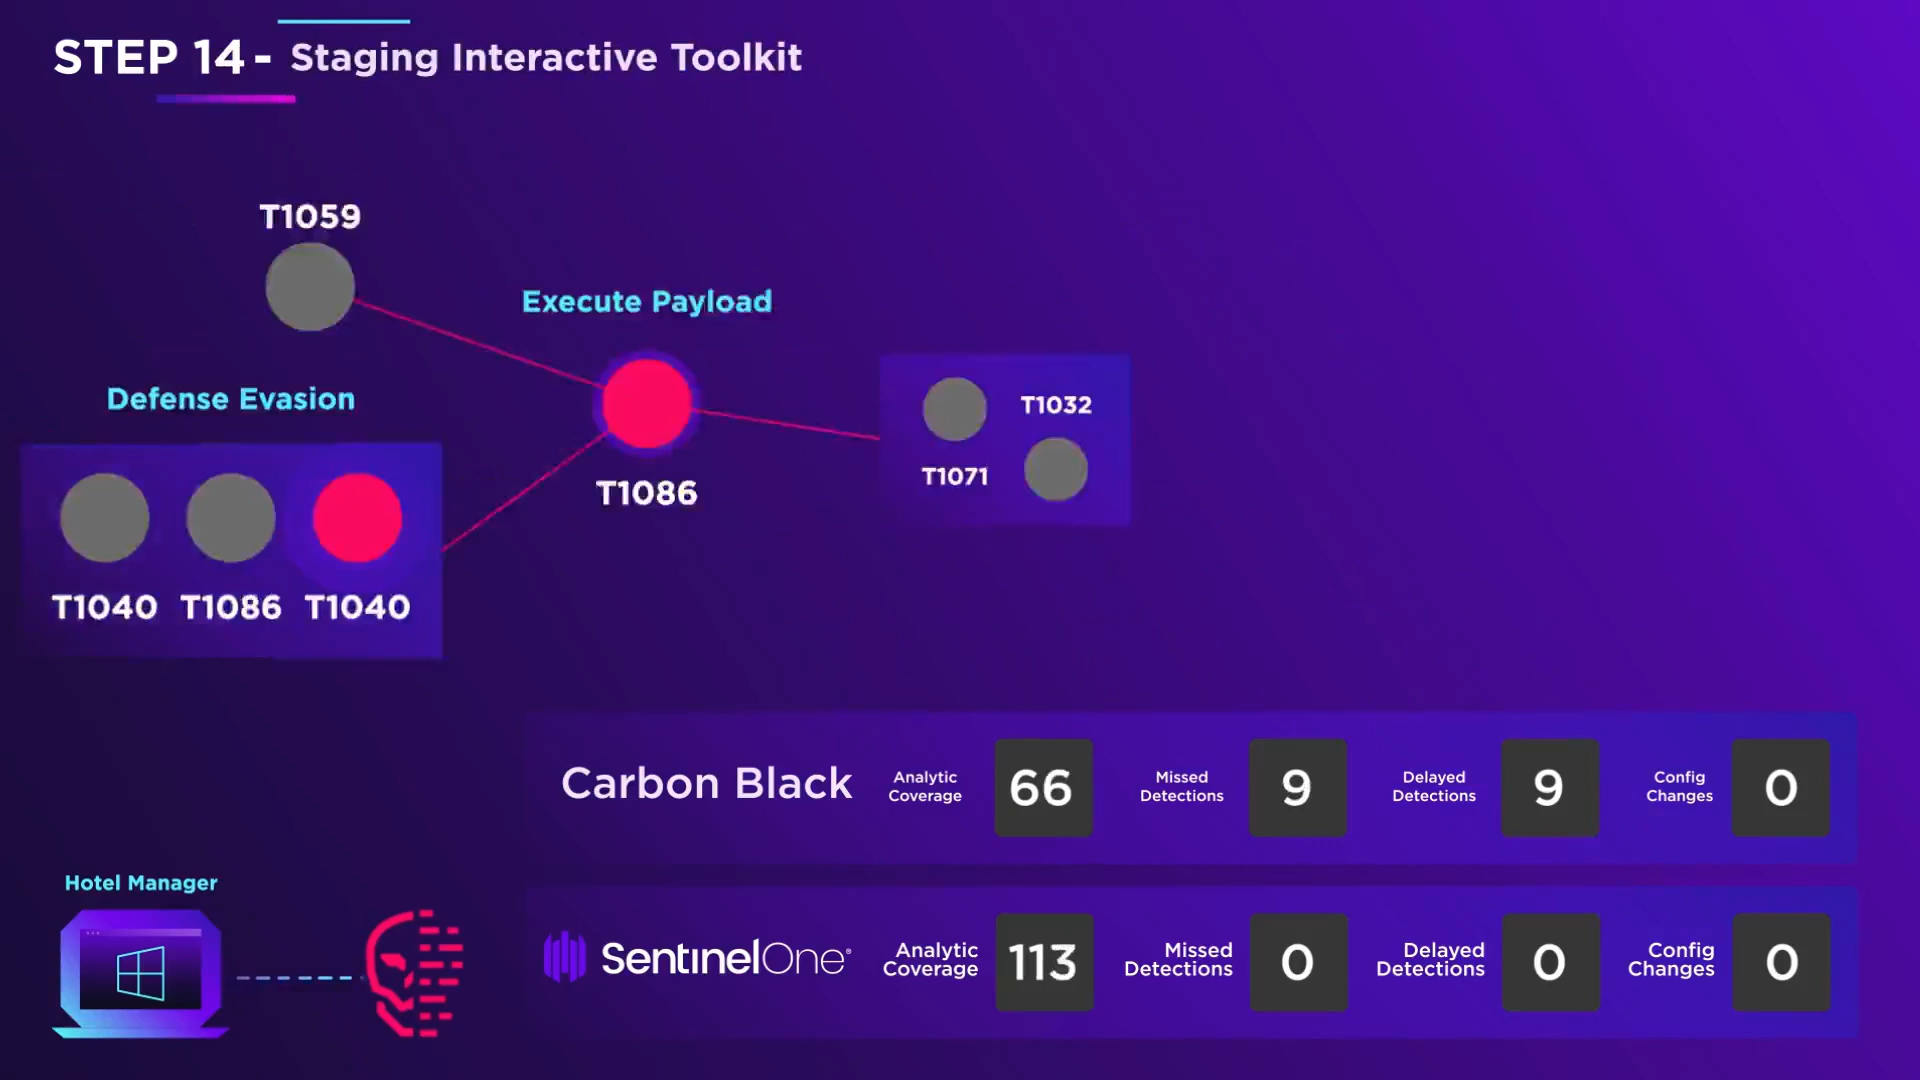 STEP 14 - Staging Interactive Toolkit
T1059
Execute Payload
Defense Evasion
T1032
T1071
T1086
T1040 T1086 T1040
Carbon Black
Analytic
Coverage
66
Missed
Detections
9
Delayed
Detections
9
Config
Changes
0
Hotel Manager
SentinelOne®
Analytic
Coverage
113
Missed
Detections
0
Delayed
Detections
0
Config
Changes
0